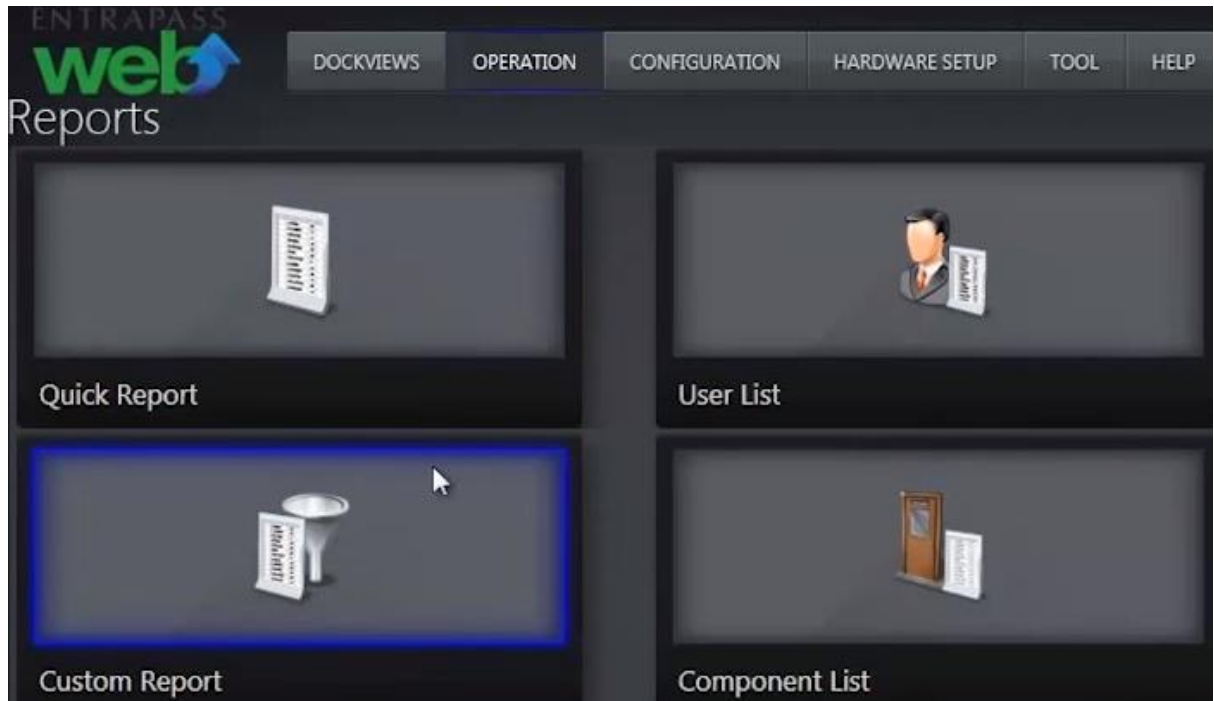 ENTRAPASS
web
DOCKVIEWS OPERATION CONFIGURATION HARDWARE SETUP TOOL HELP
Reports
Quick Report
User List
Custom Report
Component List